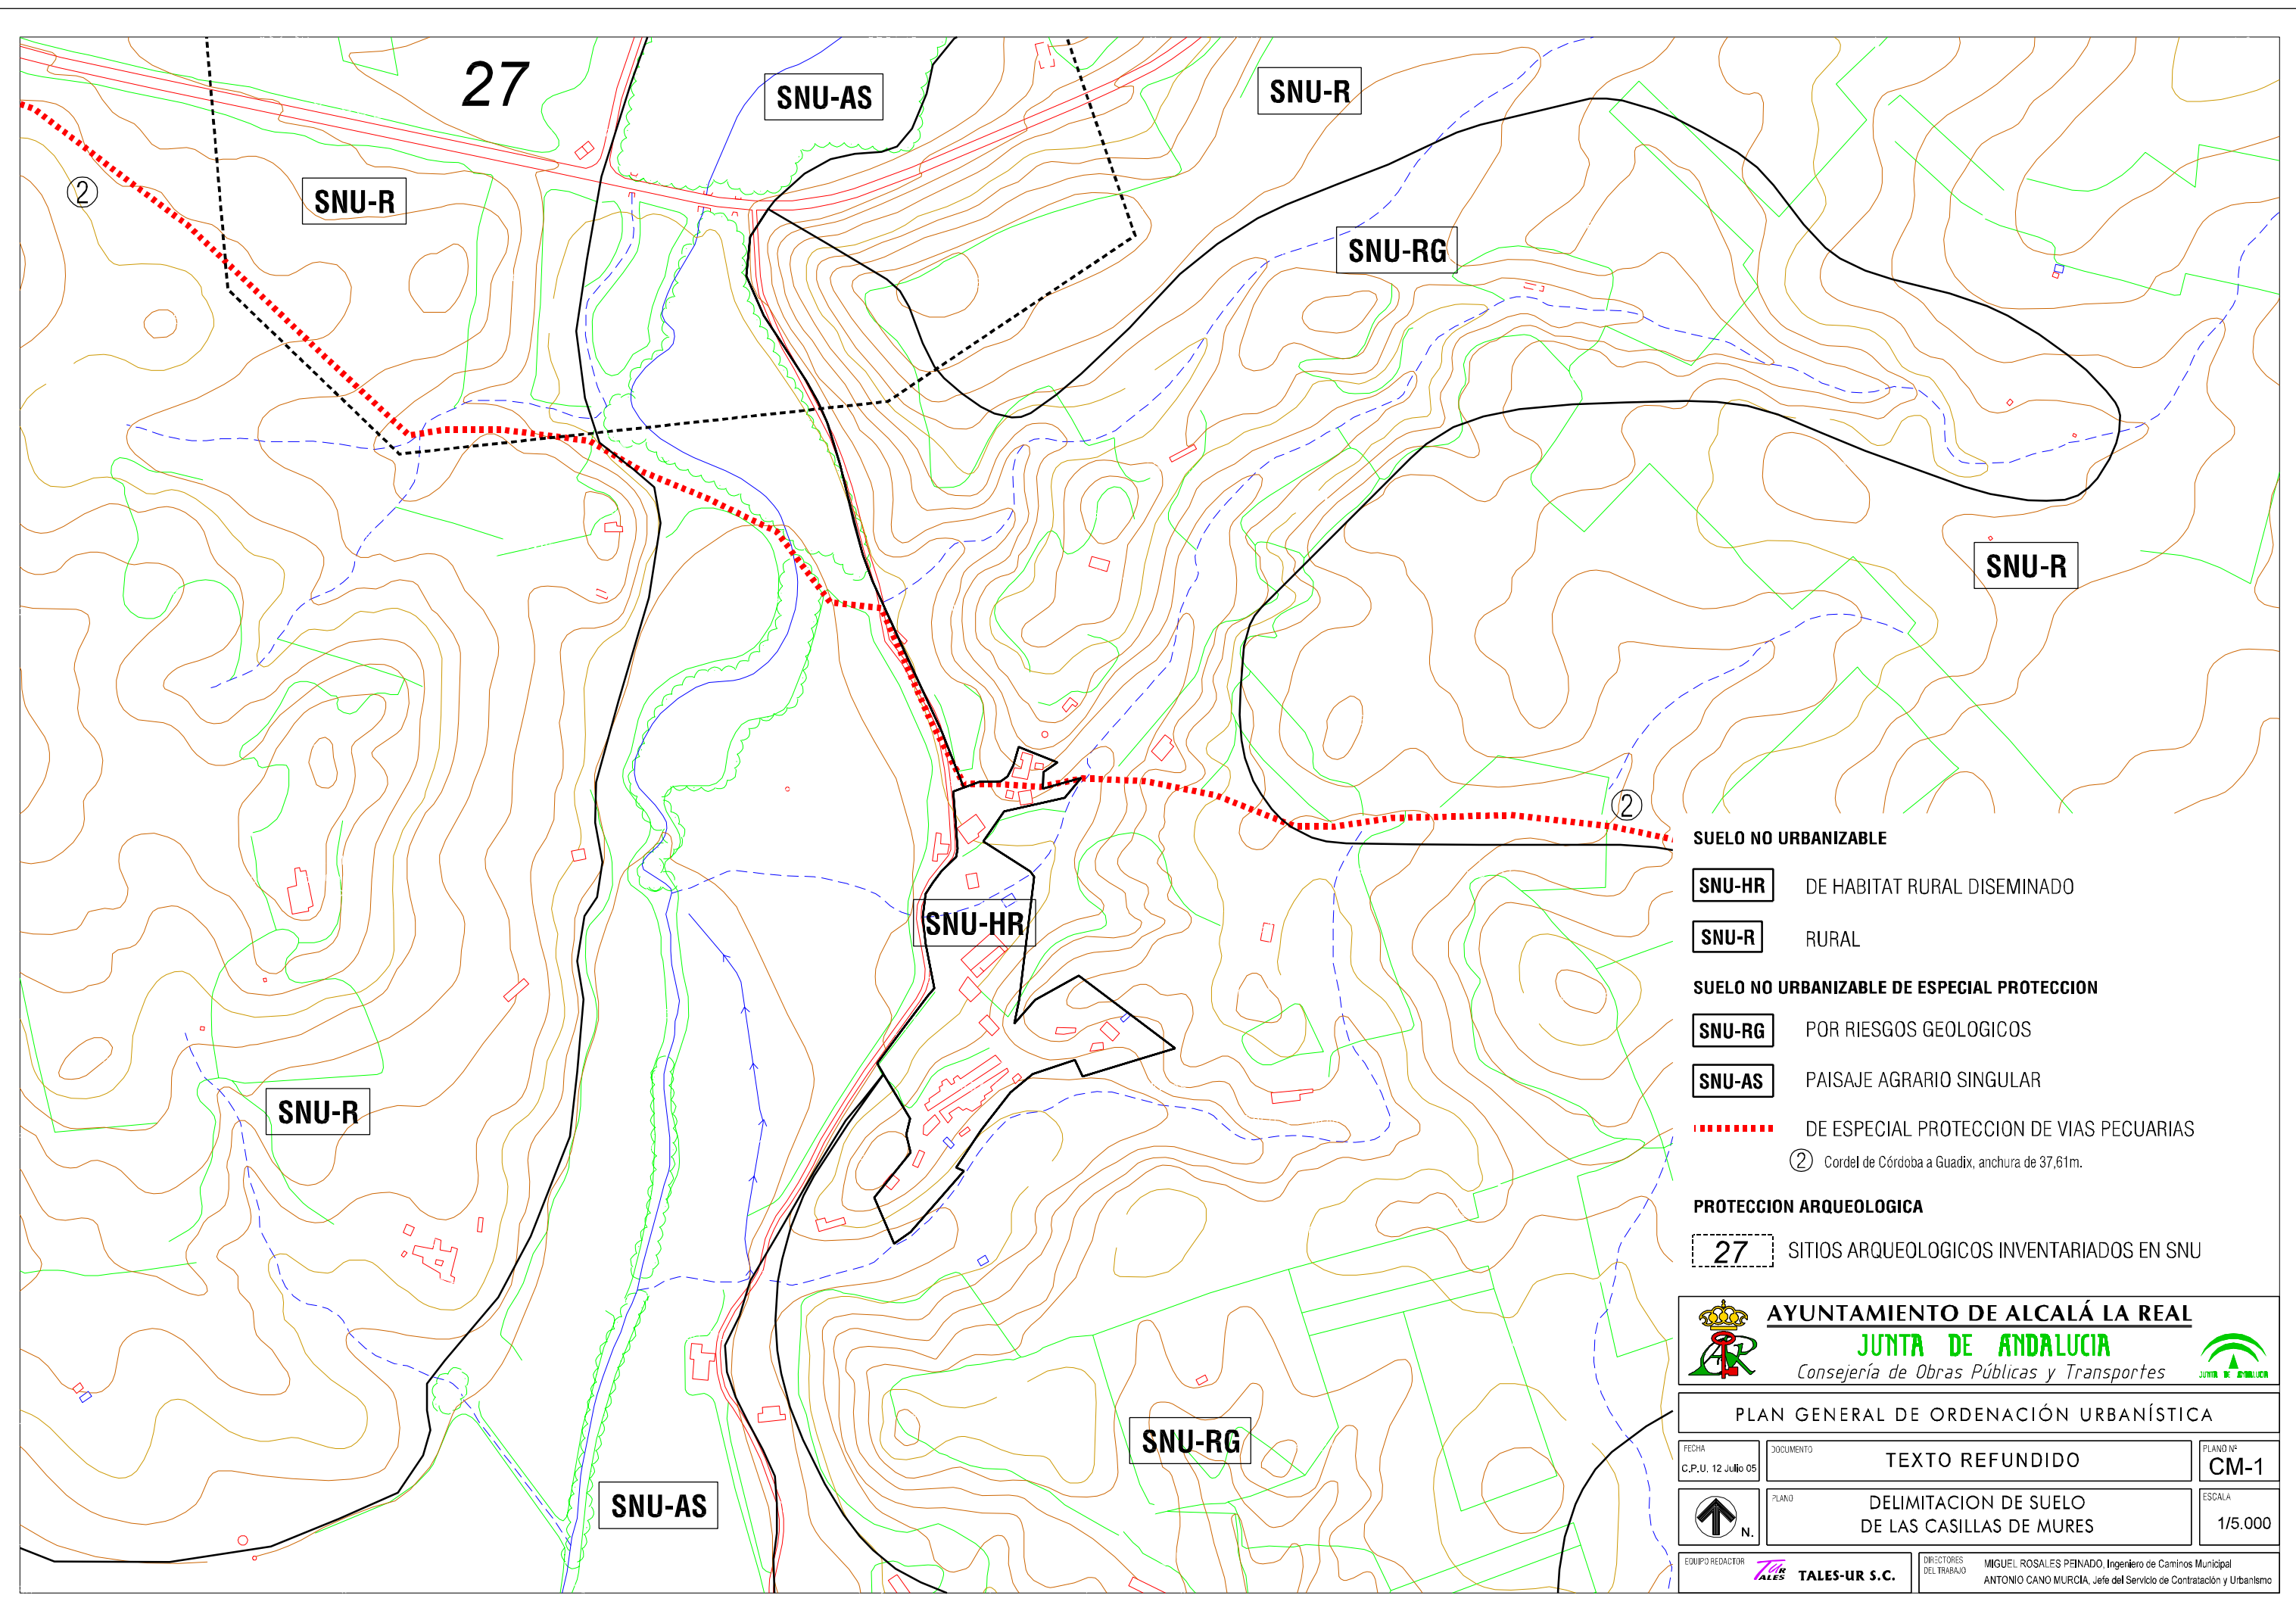 27
SNU-AS
SNU-R
2
SNU-R
SNU-RG
SNU-R
2
SNU-HR
SNU-R
SNU-RG
SNU-AS
SUELO NO URBANIZABLE
SNU-HR DE HABITAT RURAL DISEMINADO
SNU-R RURAL
SUELO NO URBANIZABLE DE ESPECIAL PROTECCION
SNU-RG POR RIESGOS GEOLOGICOS
SNU-AS PAISAJE AGRARIO SINGULAR
DE ESPECIAL PROTECCION DE VIAS PECUARIAS
2 Cordel de Córdoba a Guadix, anchura de 37,61m.
PROTECCION ARQUEOLOGICA
27 SITIOS ARQUEOLOGICOS INVENTARIADOS EN SNU
AYUNTAMIENTO DE ALCALÁ LA REAL
JUNTA DE ANDALUCIA
Consejería de Obras Públicas y Transportes
JUNTA DE ANDALUCIA
PLAN GENERAL DE ORDENACIÓN URBANÍSTICA
FECHA
C.P.U. 12 Julio 05
DOCUMENTO
TEXTO REFUNDIDO
PLANO Nº
CM-1
N.
PLANO
DELIMITACION DE SUELO
DE LAS CASILLAS DE MURES
ESCALA
1/5.000
EQUIPO REDACTOR
TALES UR
TALES-UR S.C.
DIRECTORES
DEL TRABAJO
MIGUEL ROSALES PEINADO, Ingeniero de Caminos Municipal
ANTONIO CANO MURCIA, Jefe del Servicio de Contratación y Urbanismo